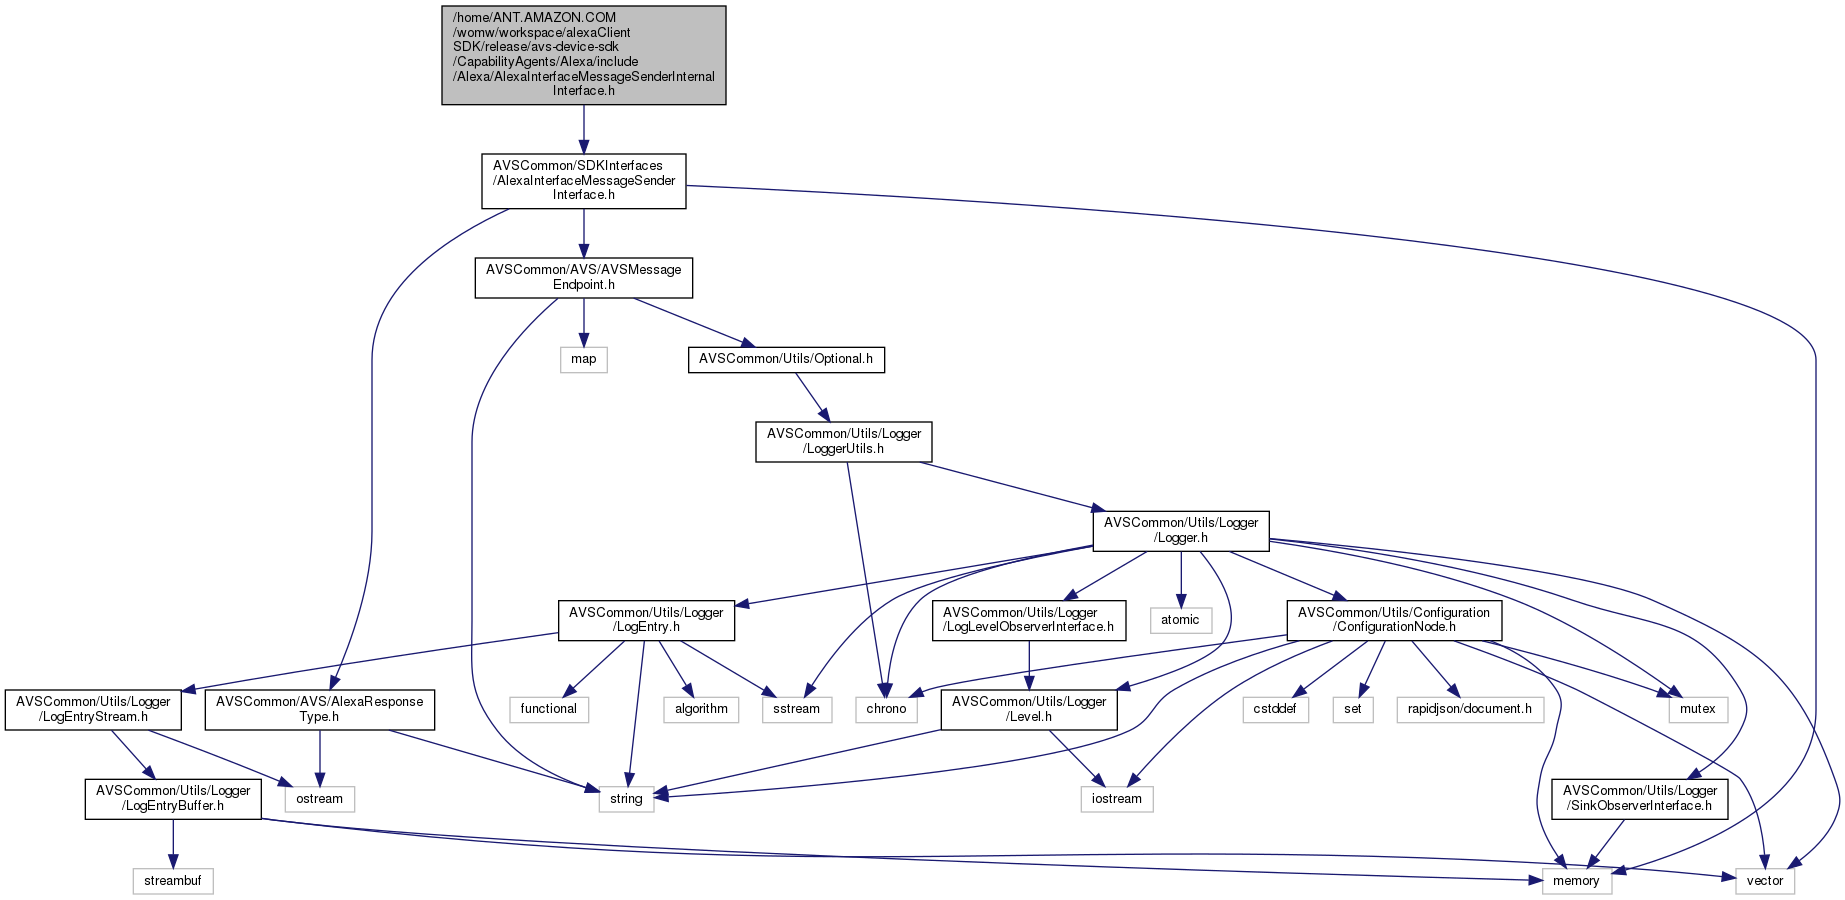 /home/ANT.AMAZON.COM
/womw/workspace/alexaClient
SDK/release/avs-device-sdk
/CapabilityAgents/Alexa/include
/Alexa/AlexaInterfaceMessageSenderInternal
Interface.h
AVSCommon/SDKInterfaces
/AlexaInterfaceMessageSender
Interface.h
AVSCommon/AVS/AVSMessage
Endpoint.h
map
AVSCommon/Utils/Optional.h
AVSCommon/Utils/Logger
/LoggerUtils.h
AVSCommon/Utils/Logger
/Logger.h
AVSCommon/Utils/Logger
/LogEntry.h
AVSCommon/Utils/Logger
/LogLevelObserverInterface.h
atomic
AVSCommon/Utils/Configuration
/ConfigurationNode.h
AVSCommon/Utils/Logger
/LogEntryStream.h
AVSCommon/AVS/AlexaResponse
Type.h
functional
algorithm
sstream
chrono
AVSCommon/Utils/Logger
/Level.h
cstddef
set
rapidjson/document.h
mutex
AVSCommon/Utils/Logger
/LogEntryBuffer.h
ostream
string
iostream
AVSCommon/Utils/Logger
/SinkObserverInterface.h
streambuf
memory
vector